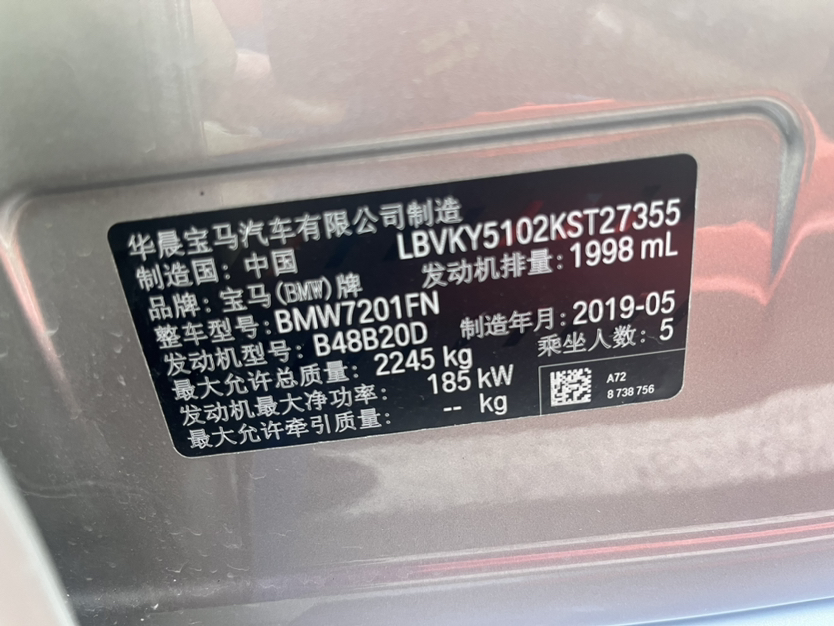 华晨宝马汽车有限公司制造
LBVKY5102KST27355
制造国：中国
发动机排量：1998 mL
品牌：宝马(BMW)牌
整车型号：BMW7201FN
制造年月：2019-05
发动机型号：B48B20D
乘坐人数：5
最大允许总质量：2245 kg
发动机最大净功率：185 kW
最大允许牵引质量：-- kg
A72
8 738 756